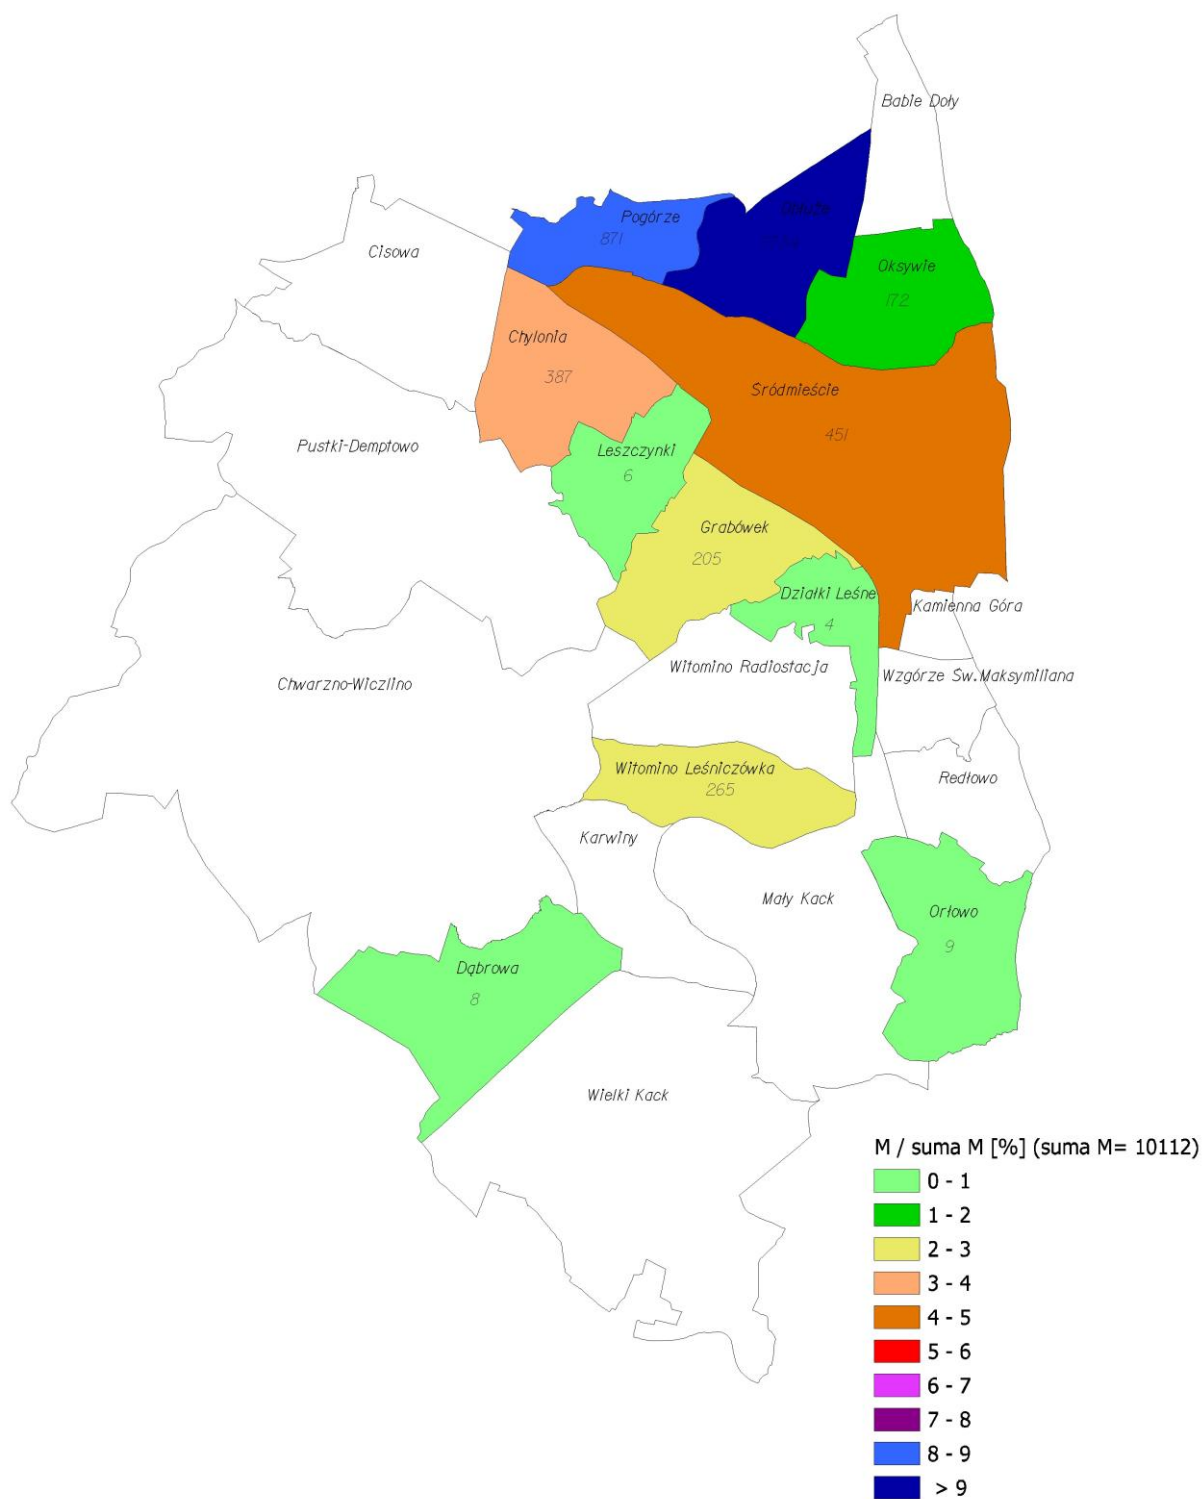 Babie Doły
Pogórze
871
Obłuże
Cisowa
Oksywie
172
Chylonia
387
Śródmieście
451
Pustki-Demptowo
Leszczynki
6
Grabówek
205
Działki Leśne
4
Kamienna Góra
Witomino Radiostacja
Wzgórze Św.Maksymiliana
Chwarzno-Wiczlino
Witomino Leśniczówka
265
Redłowo
Karwiny
Mały Kack
Orłowo
9
Dąbrowa
8
Wielki Kack
M / suma M [%] (suma M= 10112)
0 - 1
1 - 2
2 - 3
3 - 4
4 - 5
5 - 6
6 - 7
7 - 8
8 - 9
> 9